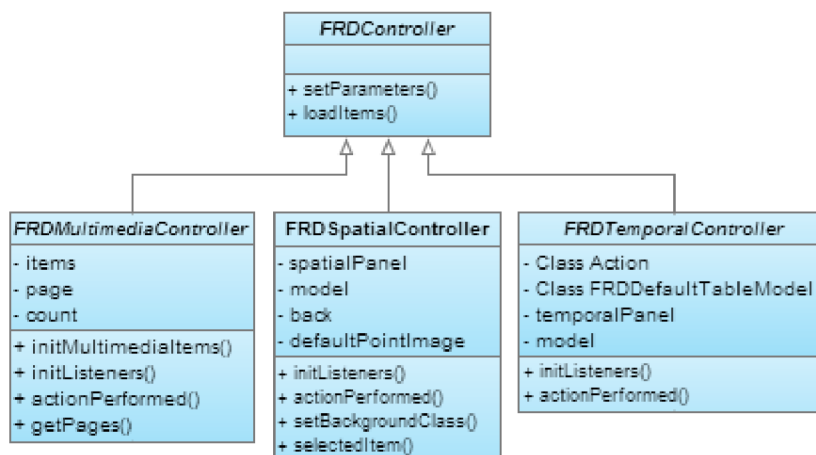 FRDController
+ setParameters()
+ loadItems()
FRDMultimediaController
- items
- page
- count
+ initMultimediaItems()
+ initListeners()
+ actionPerformed()
+ getPages()
FRDSpatialController
- spatialPanel
- model
- back
- defaultPointImage
+ initListeners()
+ actionPerformed()
+ setBackgroundClass()
+ selectedItem()
FRDTemporalController
- Class Action
- Class FRDDefaultTableModel
- temporalPanel
- model
+ initListeners()
+ actionPerformed()